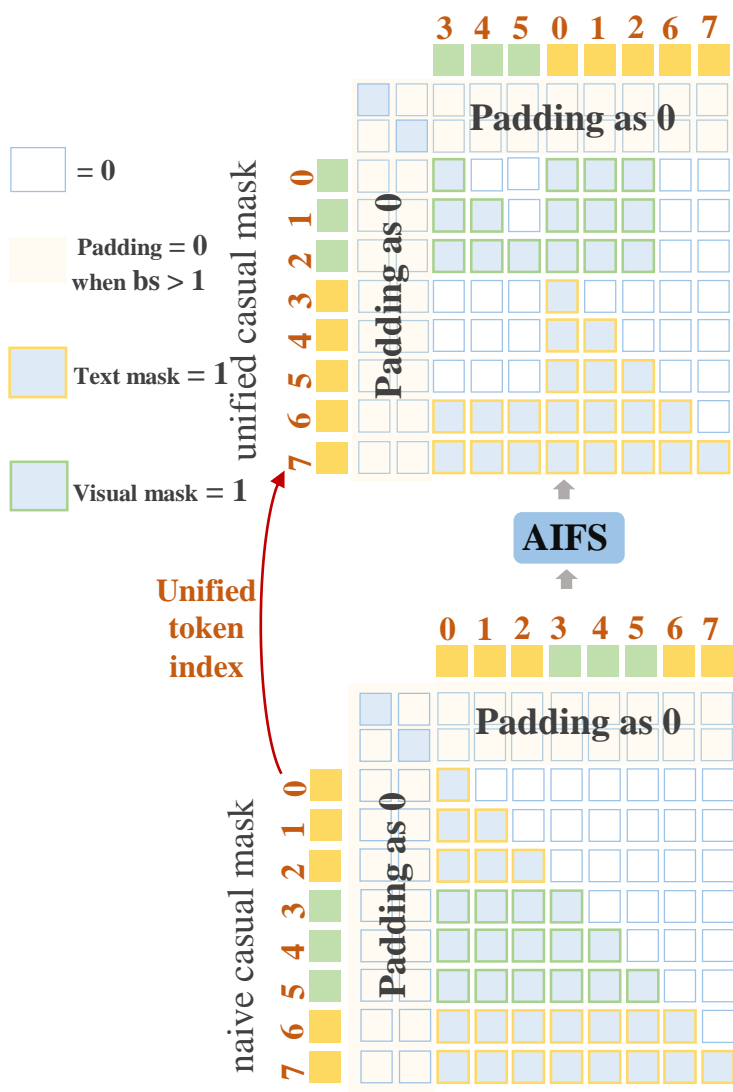 3 4 5 0 1 2 6 7
Padding as 0
= 0
Padding = 0
when bs > 1
Text mask = 1
Visual mask = 1
unified casual mask
0 1 2 3 4 5 6 7
Padding as 0
AIFS
Unified
token
index
0 1 2 3 4 5 6 7
Padding as 0
naive casual mask
0 1 2 3 4 5 6 7
Padding as 0